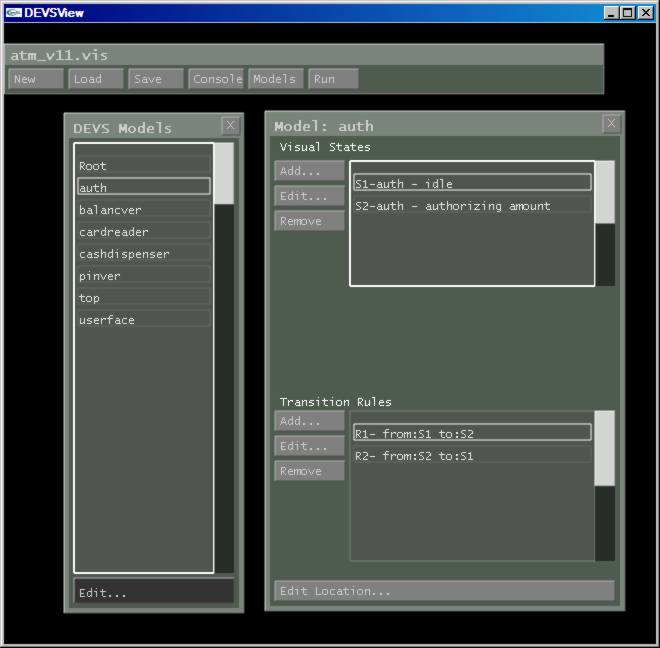 DEVSView
atm_v11.vis
New Load Save Console Models Run
DEVS Models X
Root
auth
balancver
cardreader
cashdispenser
pinver
top
userface
Edit...
Model: auth X
Visual States
Add...
Edit...
Remove
S1-auth - idle
S2-auth - authorizing amount
Transition Rules
Add...
Edit...
Remove
R1- from:S1 to:S2
R2- from:S2 to:S1
Edit Location...